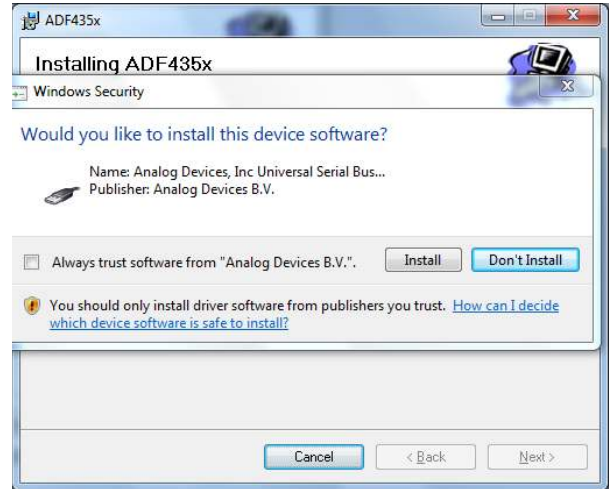 ADF435x
Installing ADF435x
Windows Security
Would you like to install this device software?
Name: Analog Devices, Inc Universal Serial Bus...
Publisher: Analog Devices B.V.
Always trust software from "Analog Devices B.V.".
Install
Don't Install
You should only install driver software from publishers you trust. How can I decide
which device software is safe to install?
Cancel
< Back
Next >